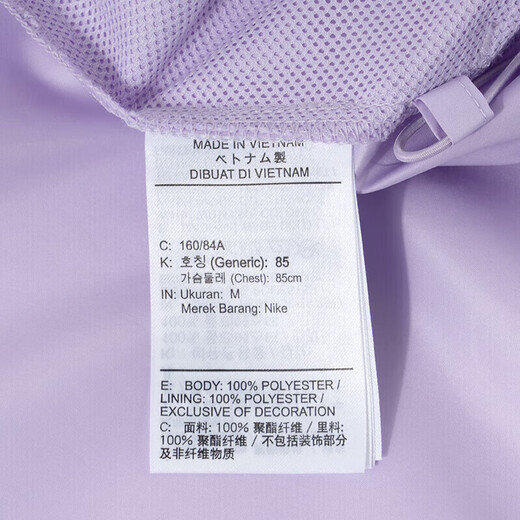 MADE IN VIETNAM
ベトナム製
DIBUAT DI VIETNAM
C: 160/84A
K: 호칭 (Generic): 85
가슴둘레 (Chest): 85cm
IN: Ukuran: M
Merek Barang: Nike
E: BODY: 100% POLYESTER /
LINING: 100% POLYESTER /
EXCLUSIVE OF DECORATION
C: 面料: 100% 聚酯纤维 / 里料:
100% 聚酯纤维 / 不包括装饰部分
及非纤维物质